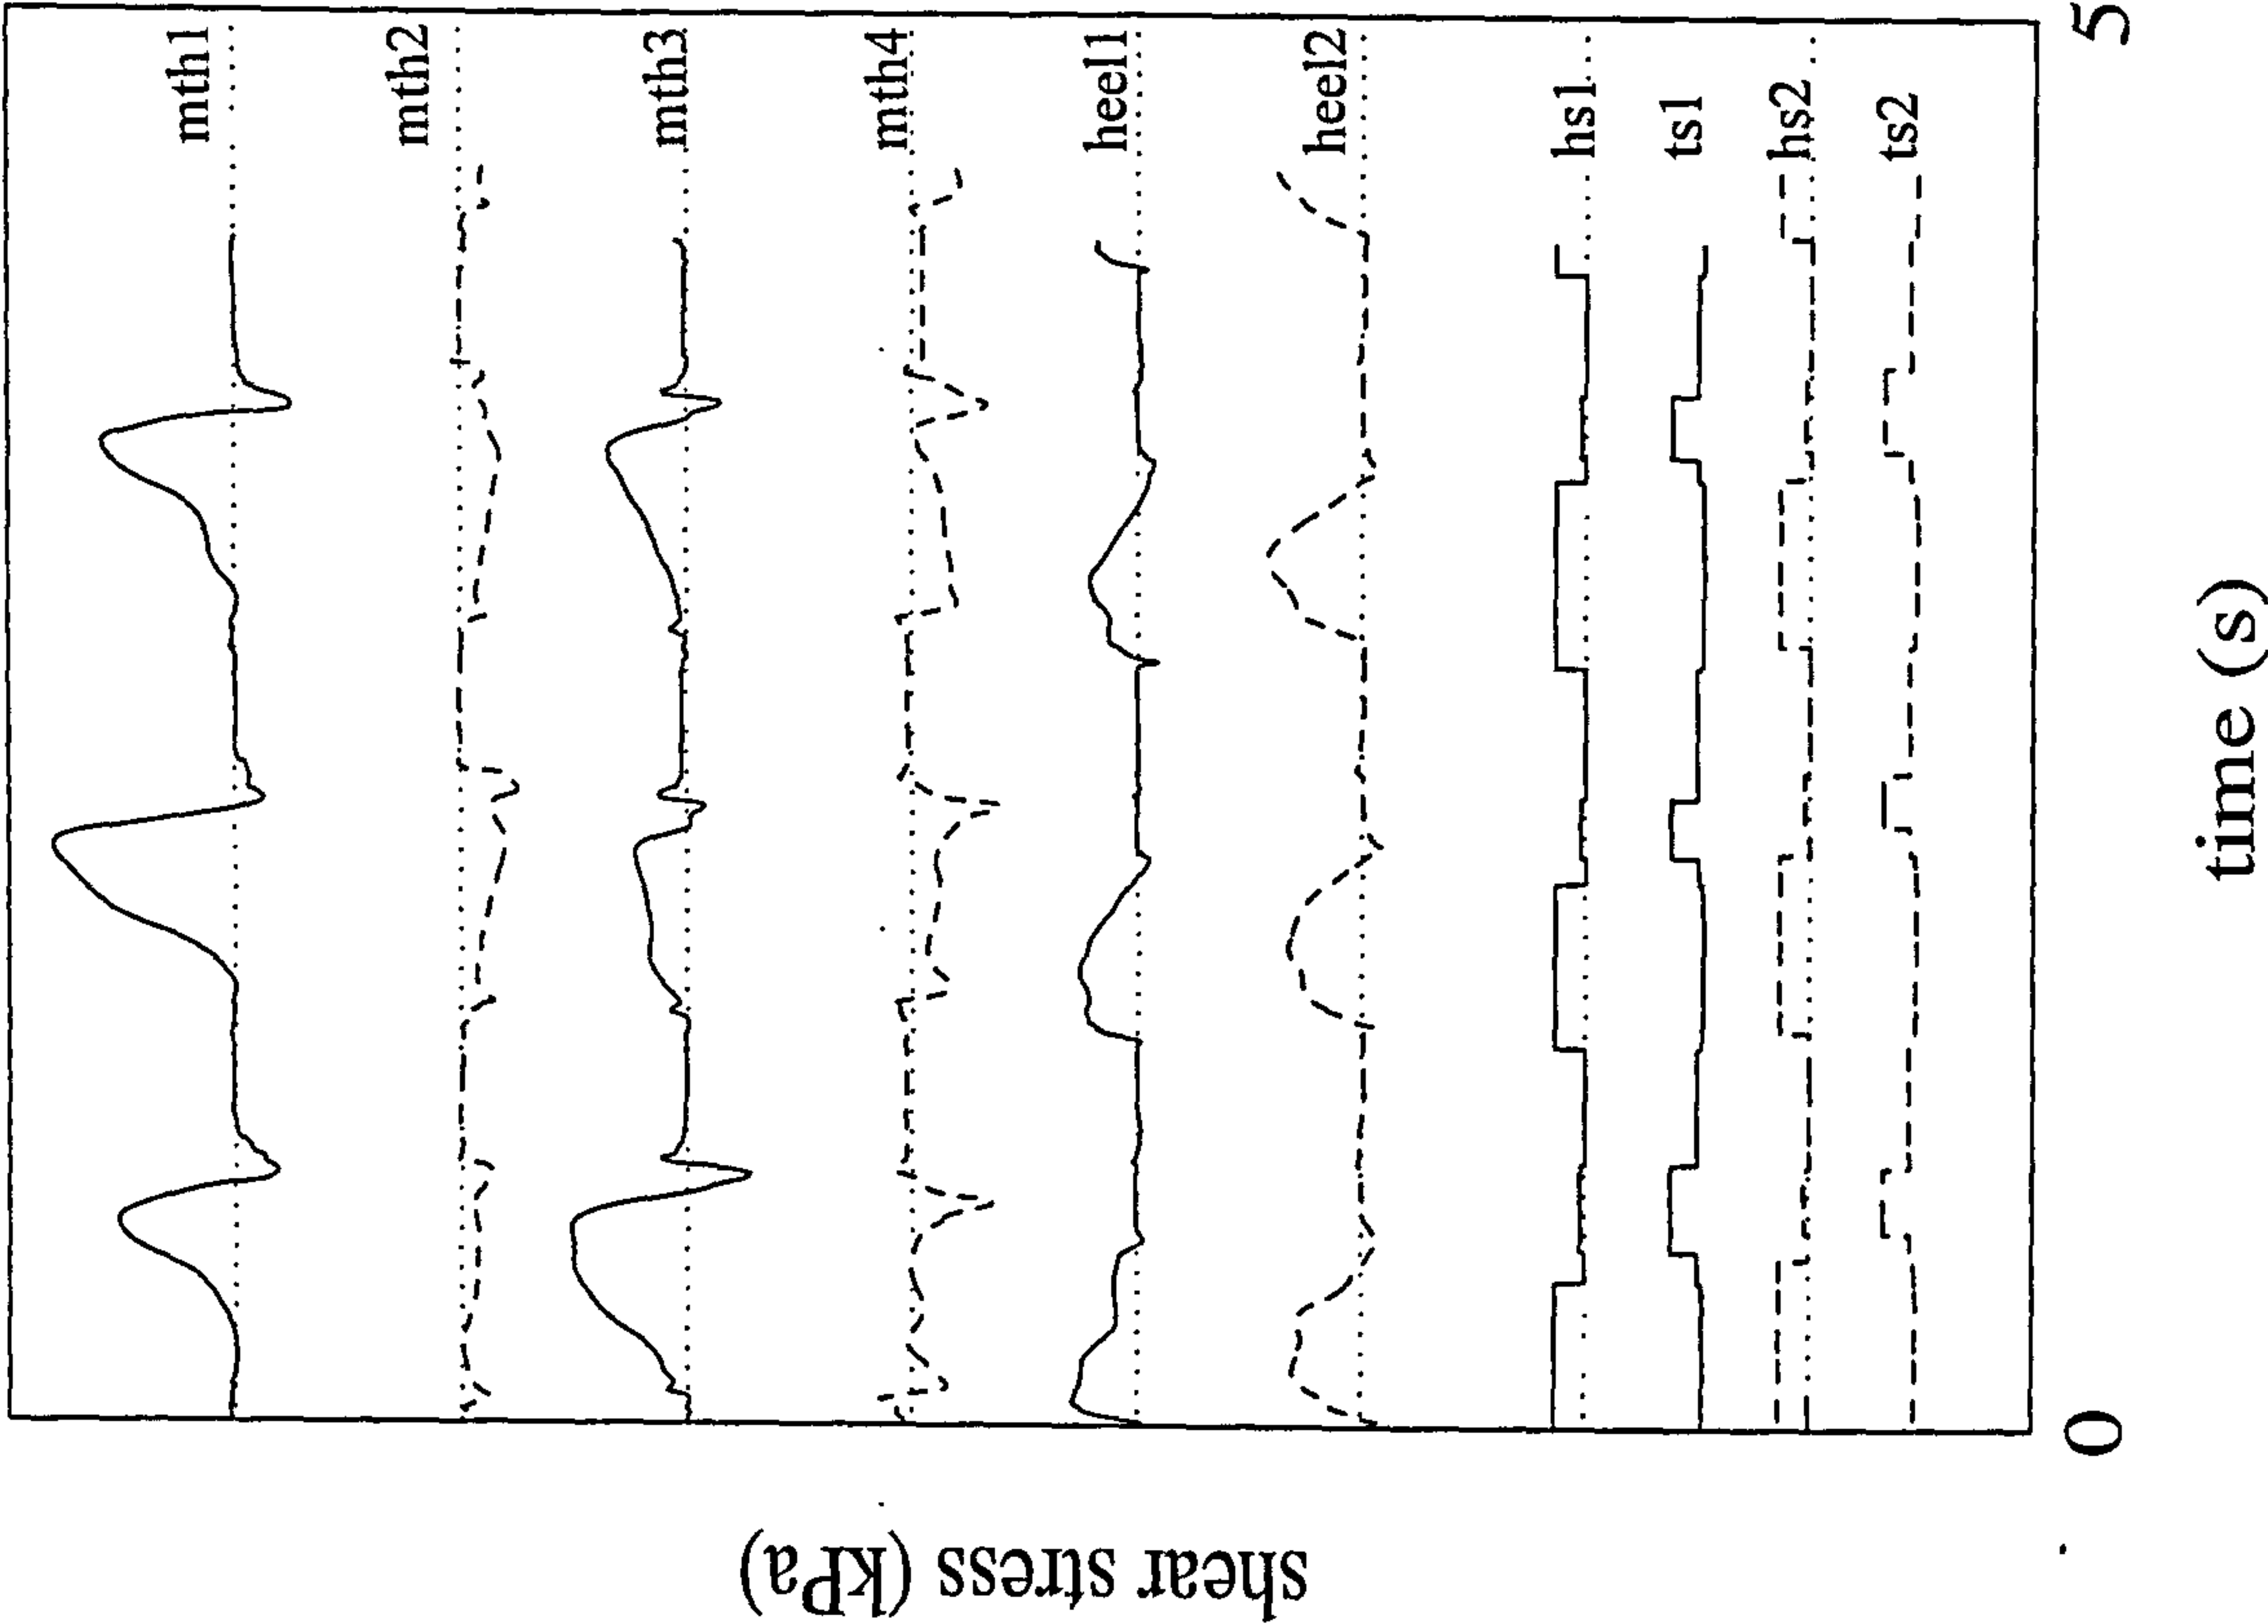 mth1
mth2
mth3
mth4
heel1
heel2
hs1
ts1
hs2
ts2
0
5
time (s)
shear stress (kPa)